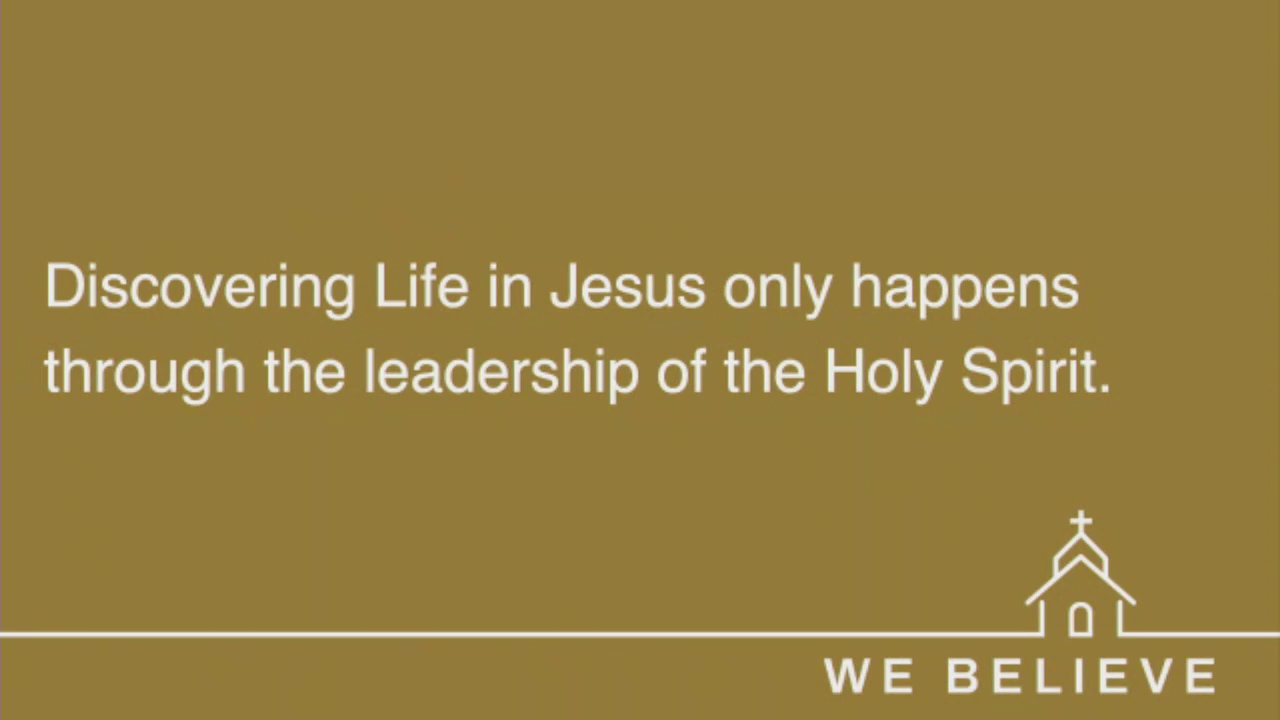 Discovering Life in Jesus only happens
through the leadership of the Holy Spirit.
WE BELIEVE